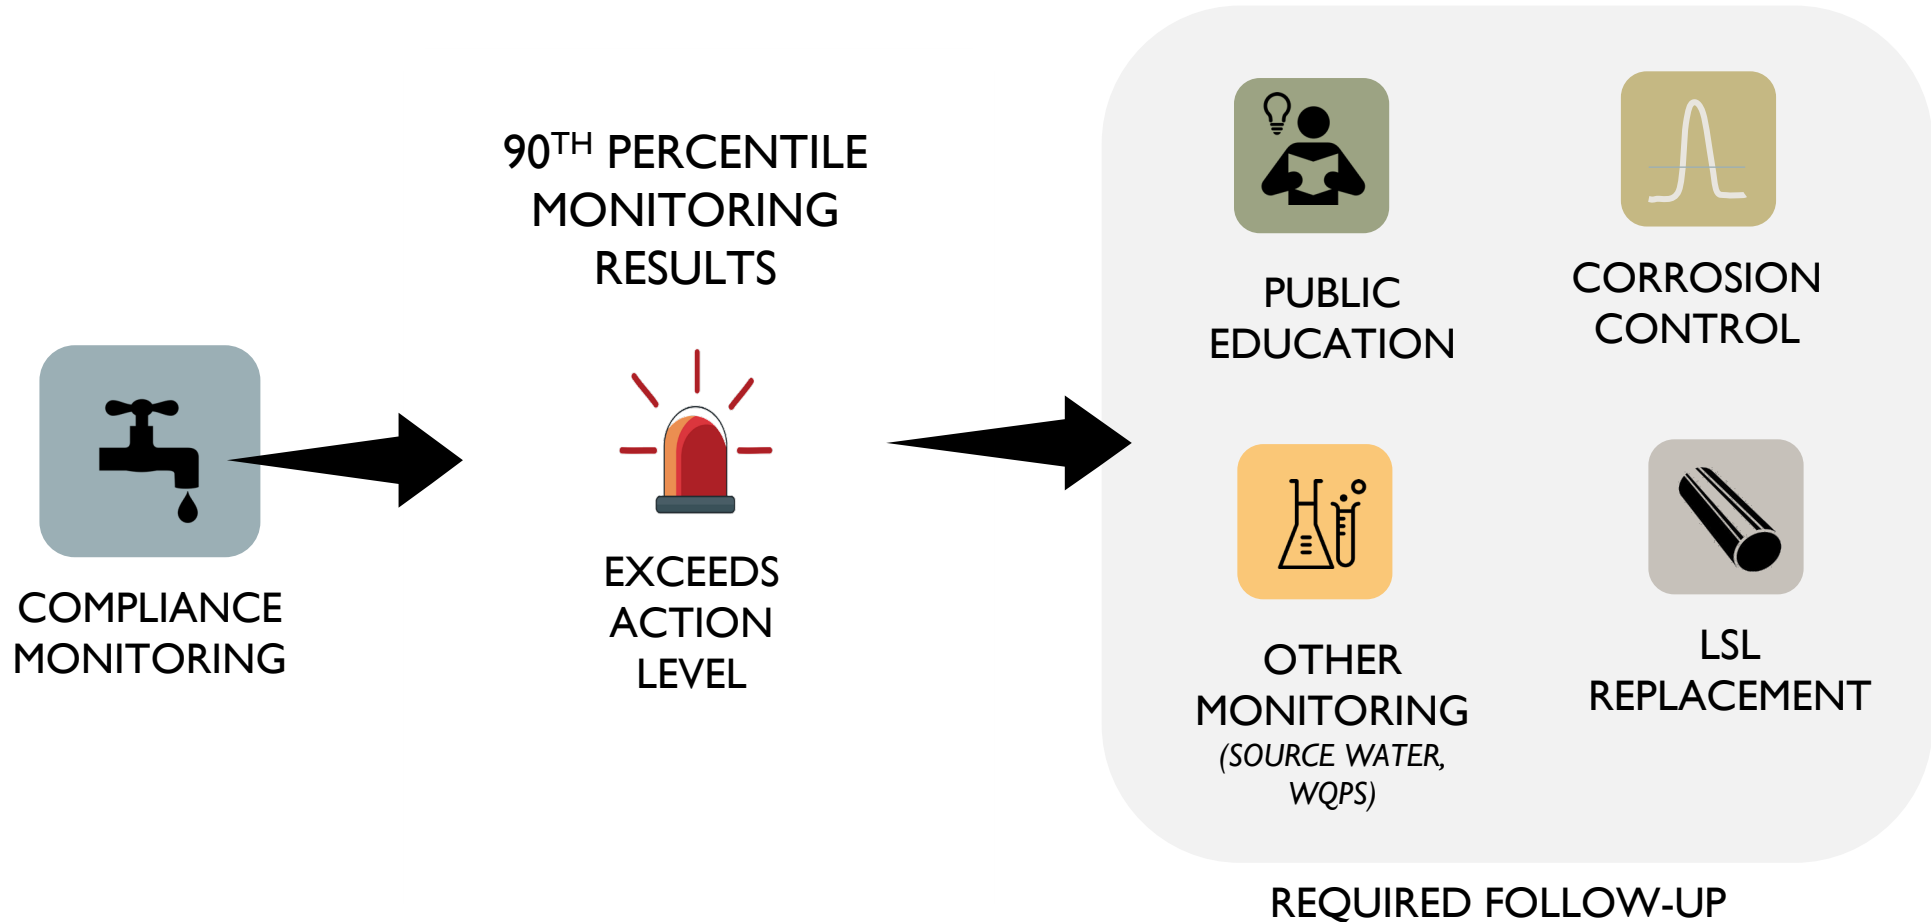 COMPLIANCE
MONITORING
90TH PERCENTILE
MONITORING
RESULTS
EXCEEDS
ACTION
LEVEL
PUBLIC
EDUCATION
CORROSION
CONTROL
OTHER
MONITORING
(SOURCE WATER,
WQPS)
LSL
REPLACEMENT
REQUIRED FOLLOW-UP